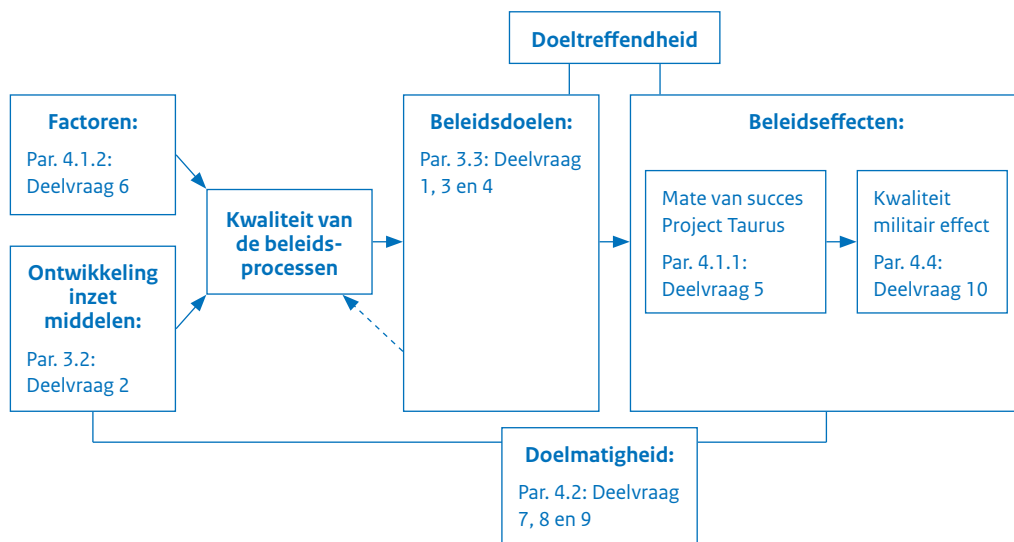 Doeltreffendheid
Factoren:
Par. 4.1.2:
Deelvraag 6
Ontwikkeling
inzet
middelen:
Par. 3.2:
Deelvraag 2
Kwaliteit van
de beleids-
processen
Beleidsdoelen:
Par. 3.3: Deelvraag
1, 3 en 4
Beleidseffecten:
Mate van succes
Project Taurus
Par. 4.1.1:
Deelvraag 5
Kwaliteit
militair effect
Par. 4.4:
Deelvraag 10
Doelmatigheid:
Par. 4.2: Deelvraag
7, 8 en 9